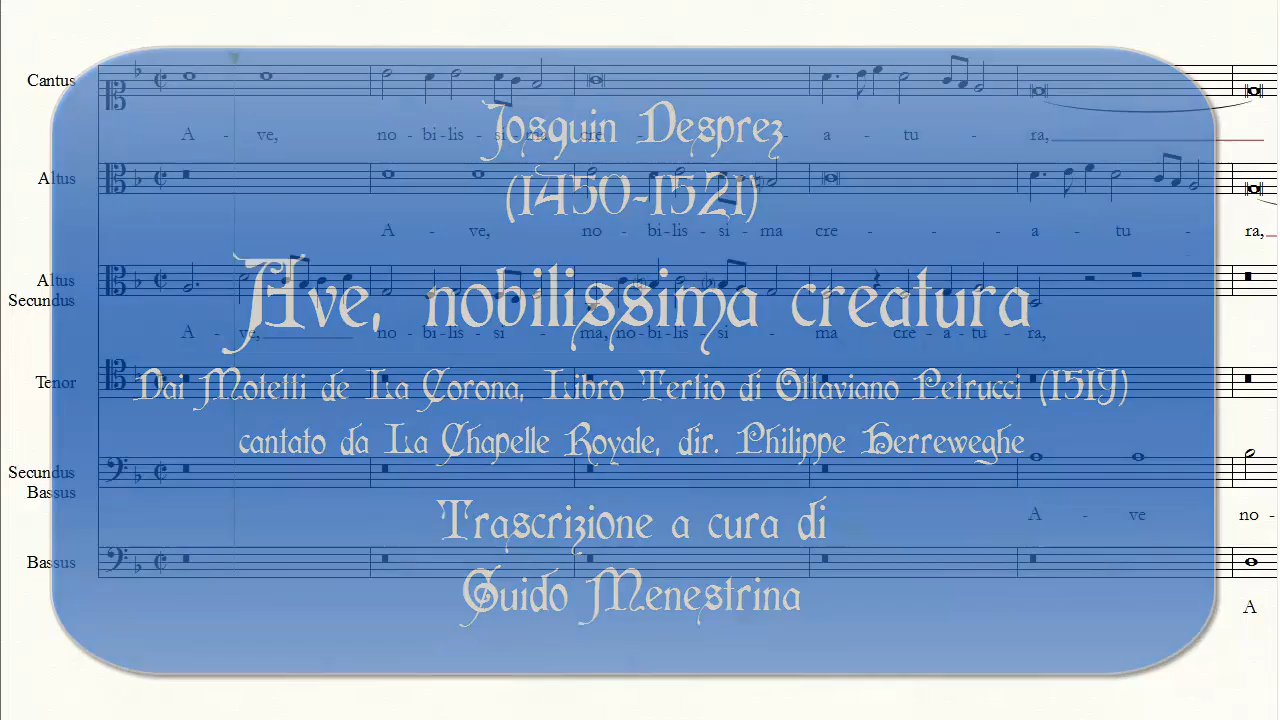 Cantus
A - ve, no - bi - lis - si - ma cre - a - tu - ra,
Altus
A - ve, no - bi - lis - si - ma cre - - a - tu - ra,
Altus
Secundus
A - ve, no - bi - lis - si - ma, no - bi - lis - si - ma cre - a - tu - ra,
Tenor
Secundus
Bassus
A - ve no -
Bassus
A
Josquin Desprez
(1450-1521)
Ave, nobilissima creatura
Dai Motetti de La Corona, Libro Tertio di Ottaviano Petrucci (1519)
cantato da La Chapelle Royale, dir. Philippe Herreweghe
Trascrizione a cura di
Guido Menestrina